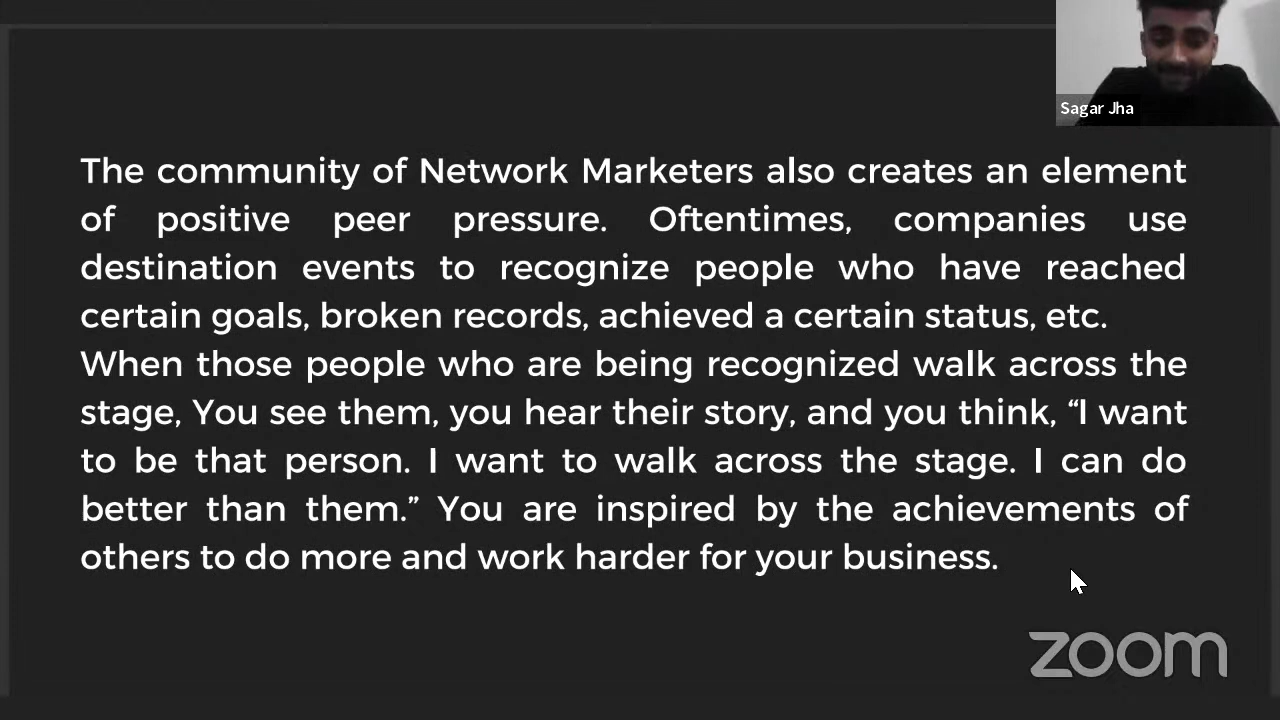 Sagar Jha
The community of Network Marketers also creates an element
of positive peer pressure. Oftentimes, companies use
destination events to recognize people who have reached
certain goals, broken records, achieved a certain status, etc.
When those people who are being recognized walk across the
stage, You see them, you hear their story, and you think, “I want
to be that person. I want to walk across the stage. I can do
better than them.” You are inspired by the achievements of
others to do more and work harder for your business.
zoom